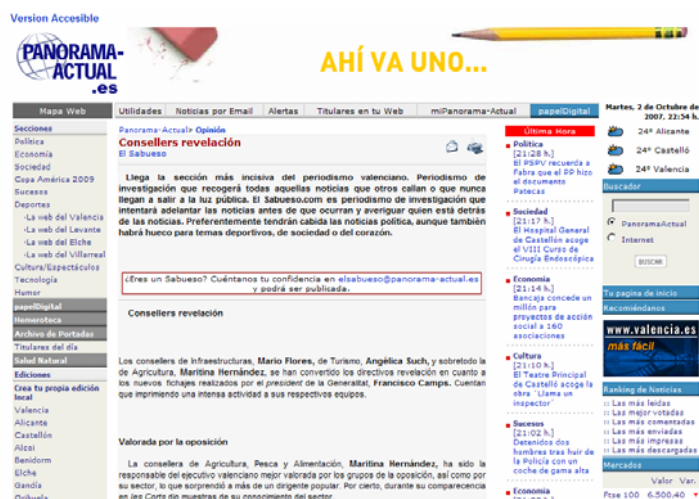 Version Accesible
PANORAMA-
ACTUAL
.es
AHÍ VA UNO...
Mapa Web
Utilidades Noticias por Email Alertas Titulares en tu Web miPanorama-Actual papelDigital
Martes, 2 de Octubre de
2007, 22:54 h.
Secciones
Política
Economía
Sociedad
Copa América 2009
Sucesos
Deportes
-La web del Valencia
-La web del Levante
-La web del Elche
-La web del Villarreal
Cultura/Espectáculos
Tecnología
Humor
papelDigital
Hemeroteca
Archivo de Portadas
Titulares del día
Salud Natural
Ediciones
Crea tu propia edición
local
Valencia
Alicante
Castellón
Alcoi
Benidorm
Elche
Gandía
Orihuela
Panorama-Actual> Opinión
Consellers revelación
El Sabueso
Llega la sección más incisiva del periodismo valenciano. Periodismo de
investigación que recogerá todas aquellas noticias que otros callan o que nunca
llegan a salir a la luz pública. El Sabueso.com es periodismo de investigación que
intentará adelantar las noticias antes de que ocurran y averiguar quien está detrás
de las noticias. Preferentemente tendrán cabida las noticias política, aunque también
habrá hueco para temas deportivos, de sociedad o del corazón.
¿Eres un Sabueso? Cuéntanos tu confidencia en elsabueso@panorama-actual.es
y podrá ser publicada.
Consellers revelación
Los consellers de Infraestructuras, Mario Flores, de Turismo, Angélica Such, y sobretodo la
de Agricultura, Maritina Hernández, se han convertido los directivos revelación en cuanto a
los nuevos fichajes realizados por el president de la Generalitat, Francisco Camps. Cuentan
que imprimiendo una intensa actividad a sus respectivos equipos.
Valorada por la oposición
La consellera de Agricultura, Pesca y Alimentación, Maritina Hernández, ha sido la
responsable del ejecutivo valenciano mejor valorada por los grupos de la oposición, así como por
su sector, lo que sorprendió a más de un dirigente popular. Por cierto, durante su comparecencia
en les Corts dio muestras de su conocimiento del sector.
Última Hora
Política
[21:28 h.]
El PSPV recuerda a
Fabra que el PP hizo
el documento
Patecas
Sociedad
[21:17 h.]
El Hospital General
de Castellón acoge
el VIII Curso de
Cirugía Endoscópica
Economía
[21:14 h.]
Bancaja concede un
millón para
proyectos de acción
social a 160
asociaciones
Cultura
[21:10 h.]
El Teatre Principal
de Castelló acoge la
obra "Llama un
inspector"
Sucesos
[21:02 h.]
Detenidos dos
hombres tras huir de
la Policía con un
coche de gama alta
Economía
24º Alicante
24º Castelló
24º Valencia
Buscador
PanoramaActual
Internet
BUSCAR
Tu pagina de inicio
Recomiéndanos
www.valencia.es
más fácil
Ranking de Noticias
:: Las más leídas
:: Las mejor votadas
:: Las más comentadas
:: Las más enviadas
:: Las más impresas
:: Las más descargadas
Mercados
Valor Var.
Ftse 100 6.500,40